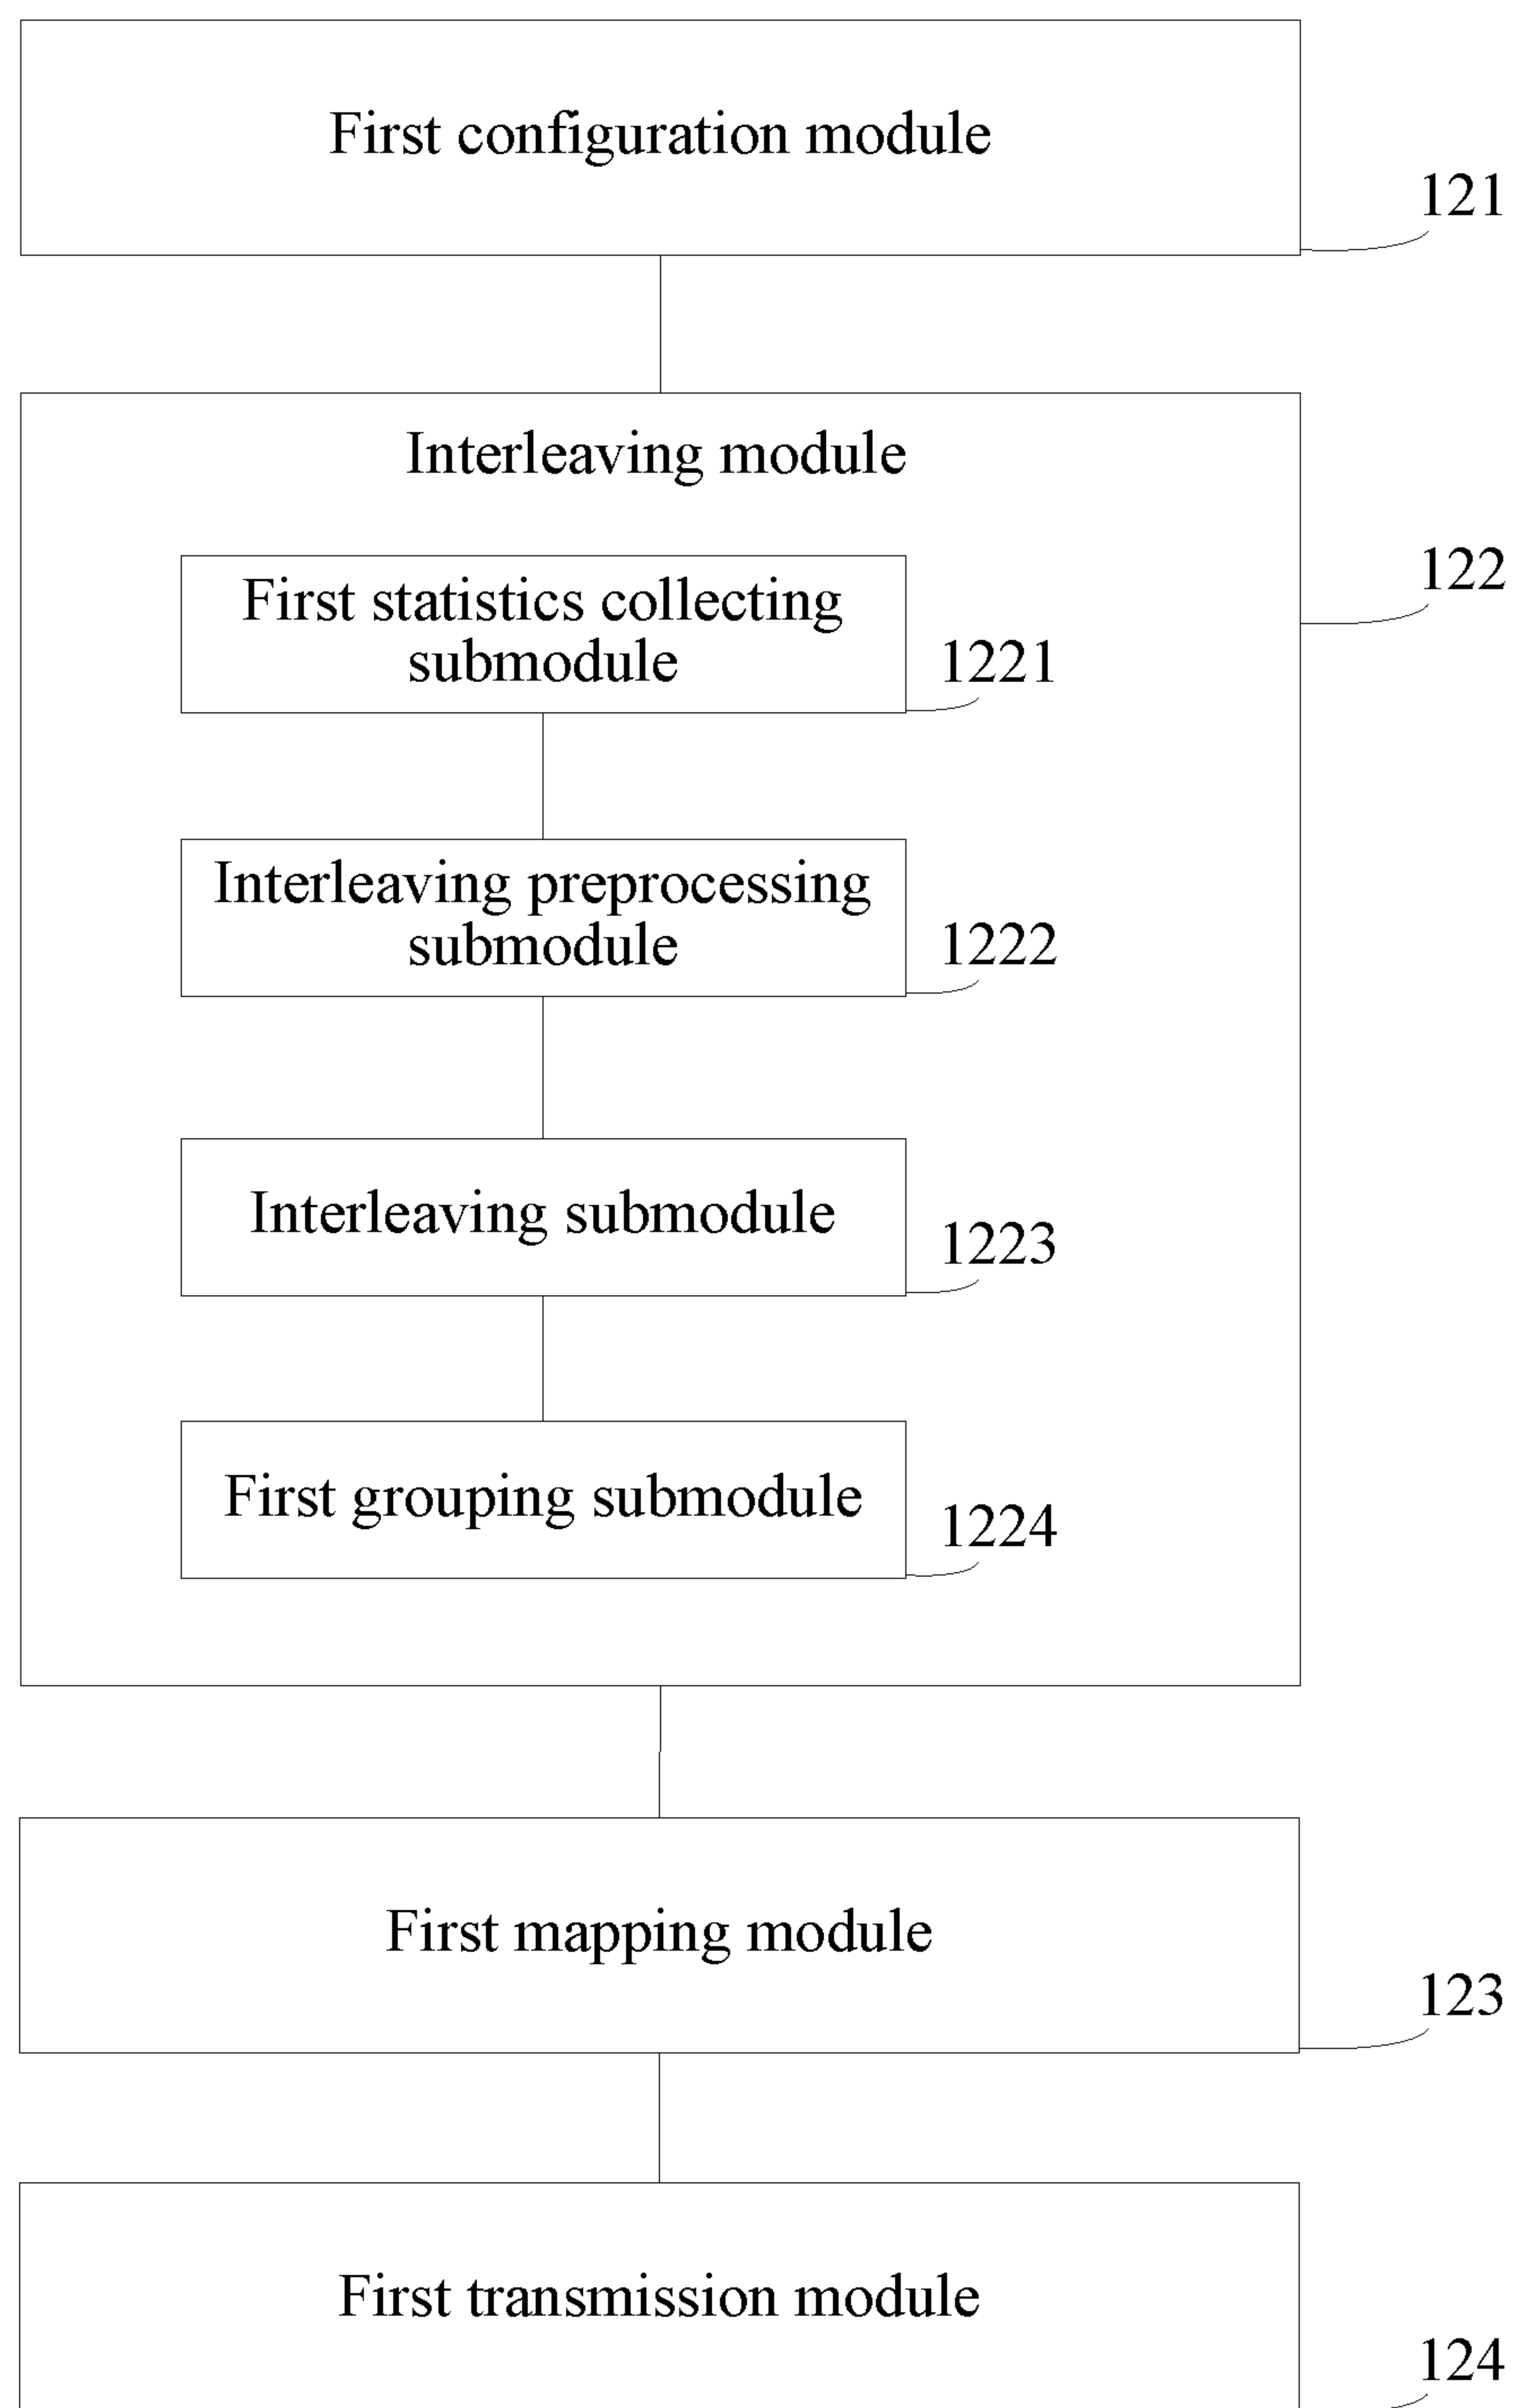 First configuration module
121
Interleaving module
122
First statistics collecting
submodule
1221
Interleaving preprocessing
submodule
1222
Interleaving submodule
1223
First grouping submodule
1224
First mapping module
123
First transmission module
124